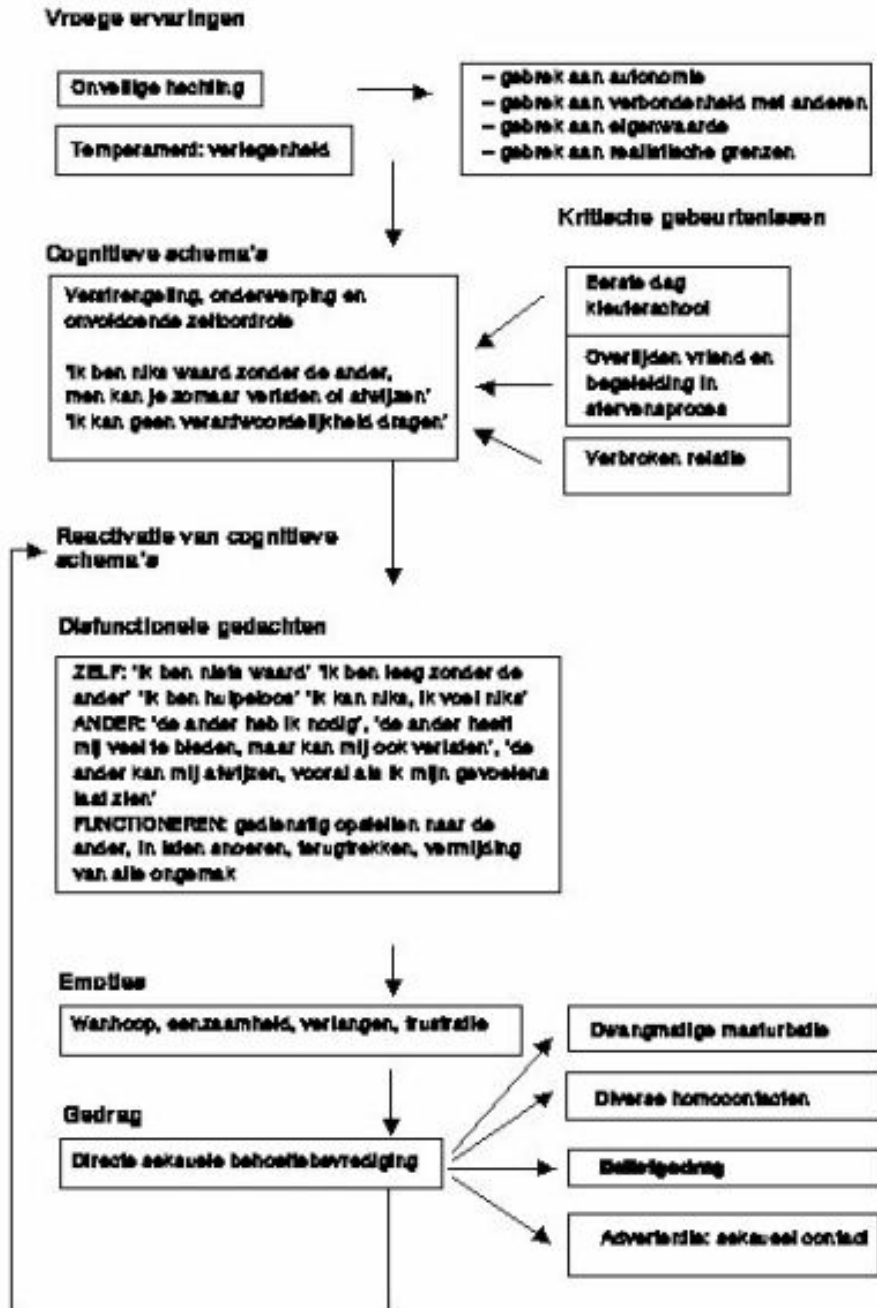 Vroege ervaringen
Onveilige hechting
Temperament: verlegenheid
– gebrek aan autonomie
– gebrek aan verbondenheid met anderen
– gebrek aan eigenwaarde
– gebrek aan realistische grenzen
Kritische gebeurtenissen
Eerste dag
kleuterschool
Overlijden vriend en
begeleiding in
stervensproces
Verbroken relatie
Cognitieve schema's
Verstrengeling, onderwerping en
onvoldoende zelfcontrole
'Ik ben niks waard zonder de ander,
men kan je zomaar verlaten of afwijzen'
'Ik kan geen verantwoordelijkheid dragen'
Reactivatie van cognitieve
schema's
Disfunctionele gedachten
ZELF: 'ik ben niets waard' 'ik ben leeg zonder de
ander' 'ik ben hulpeloos' 'ik kan niks, ik voel niks'
ANDER: 'de ander heb ik nodig', 'de ander heeft
mij veel te bieden, maar kan mij ook verlaten', 'de
ander kan mij afwijzen, vooral als ik mijn gevoelens
laat zien'
FUNCTIONEREN: gedienstig opstellen naar de
ander, in laten, terugtrekken, vermijding
van alle ongemak
Emoties
Wanhoop, eenzaamheid, verlangen, frustratie
Gedrag
Directe seksuele behoeftebevrediging
Dwangmatige masturbatie
Diverse homocontacten
Advertentie: seksueel contact